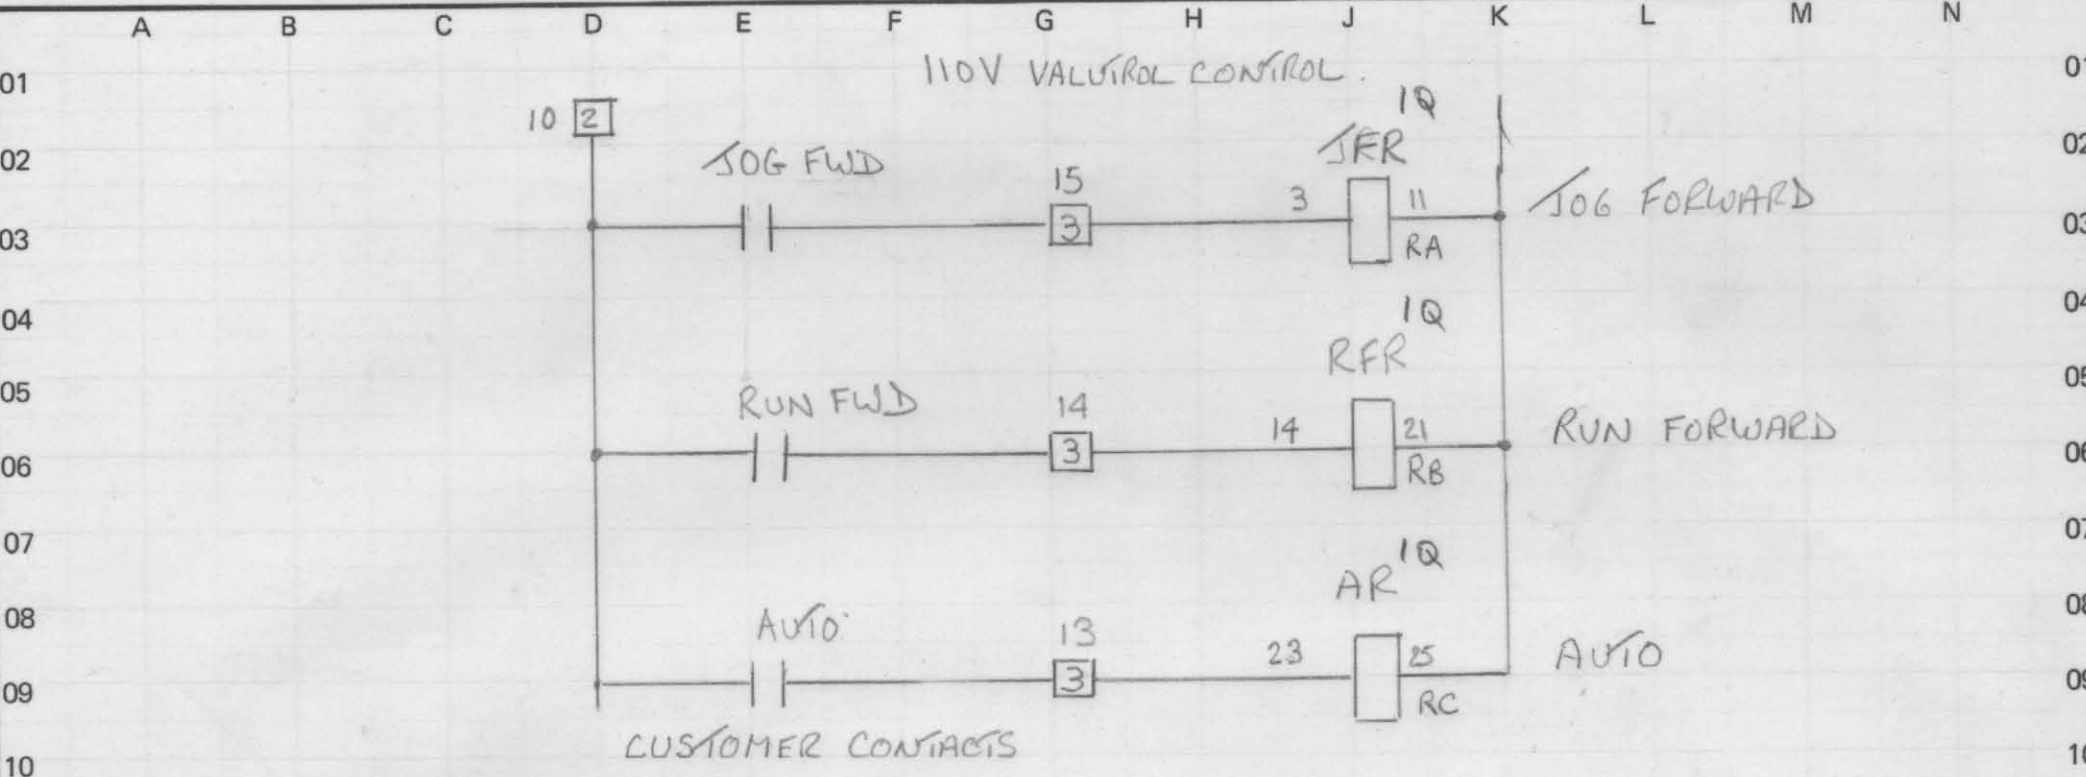 A B C D E F G H J K L M N
01 110V VALUTROL CONTROL. 01
10 2 1Q
02 JOG FWD JFR 02
15 3 11 JOG FORWARD
03 3 RA 03
04 1Q 04
RFR
05 RUN FWD 14 05
14 21 RUN FORWARD
06 3 RB 06
07 1Q 07
AR
08 AUTO 13 08
23 25 AUTO
09 3 RC 09
CUSTOMER CONTACTS
10 10